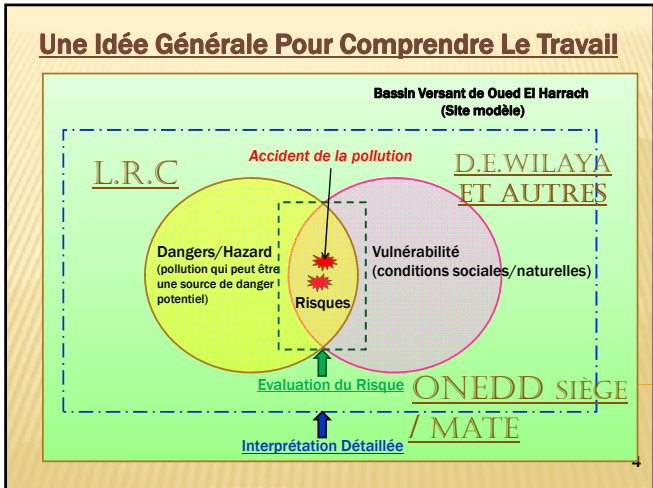 Une Idée Générale Pour Comprendre Le Travail
Bassin Versant de Oued El Harrach
(Site modèle)
L.R.C
Accident de la pollution
D.E.WILAYA
ET AUTRES
Dangers/Hazard
(pollution qui peut être
une source de danger
potentiel)
Vulnérabilité
(conditions sociales/naturelles)
Risques
Evaluation du Risque
ONEDD SIÈGE
/ MATE
Interprétation Détaillée
4